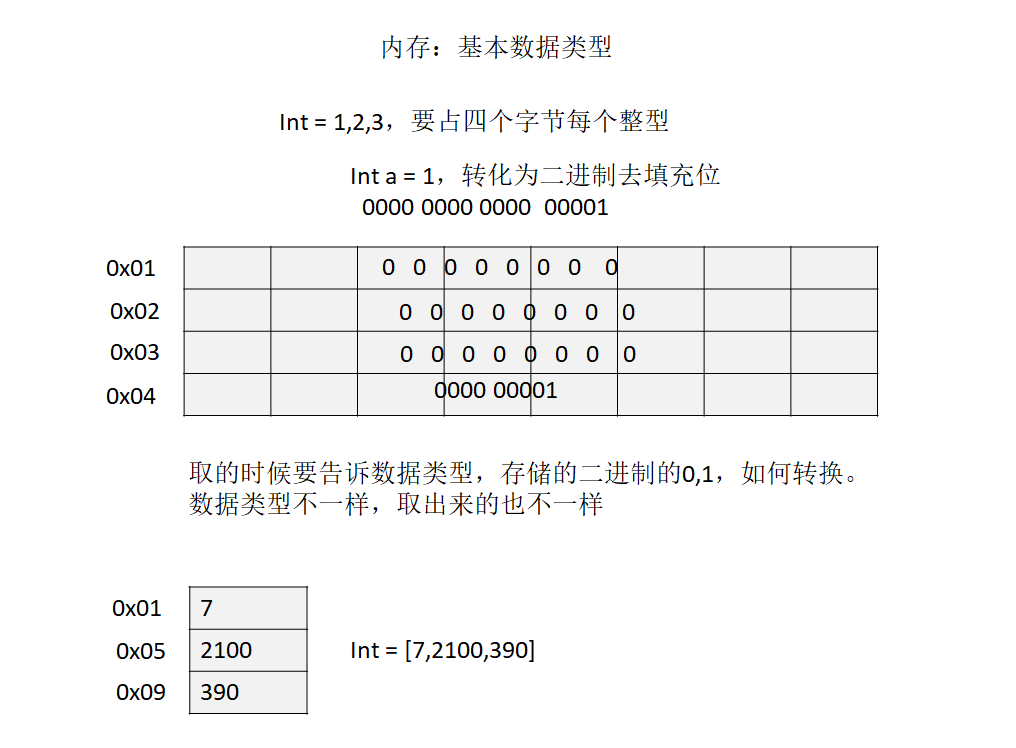 内存：基本数据类型
Int = 1,2,3，要占四个字节每个整型
Int a = 1，转化为二进制去填充位
0000 0000 0000  00001
0x01 0 0 0 0 0 0 0 0
0x02 0 0 0 0 0 0 0 0
0x03 0 0 0 0 0 0 0 0
0x04 0000 00001
取的时候要告诉数据类型，存储的二进制的0,1，如何转换。
数据类型不一样，取出来的也不一样
0x01 7
0x05 2100 Int = [7,2100,390]
0x09 390